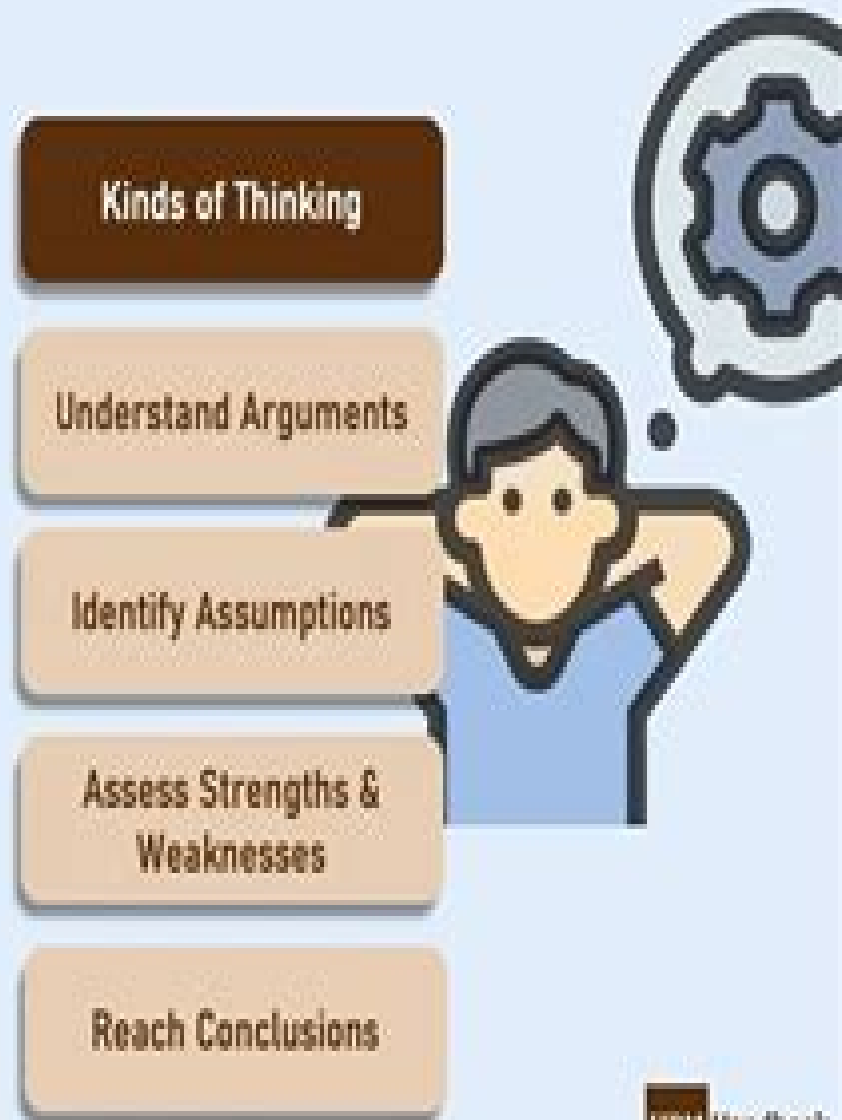 Kinds of Thinking
Understand Arguments
Identify Assumptions
Assess Strengths &
Weaknesses
Reach Conclusions